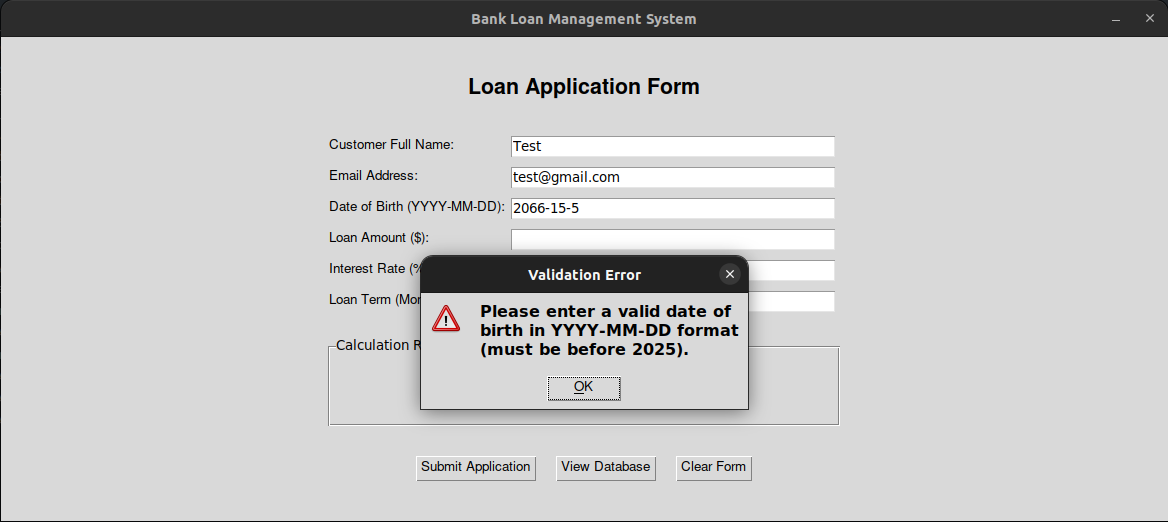 Bank Loan Management System
Loan Application Form
Customer Full Name: Test
Email Address: test@gmail.com
Date of Birth (YYYY-MM-DD): 2066-15-5
Loan Amount ($):
Interest Rate (%
Loan Term (Mon
Validation Error
Please enter a valid date of
birth in YYYY-MM-DD format
(must be before 2025).
OK
Calculation R
Submit Application View Database Clear Form